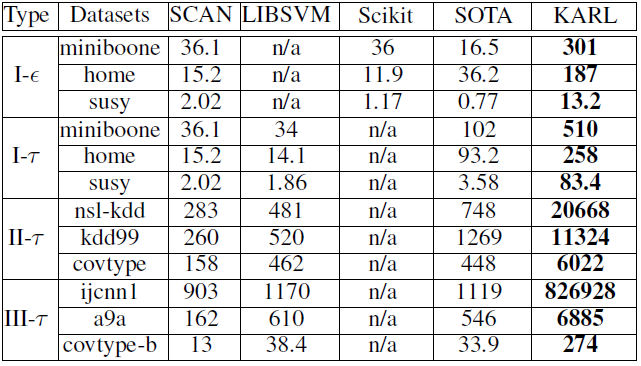 Type Datasets SCAN LIBSVM Scikit SOTA KARL
miniboone 36.1 n/a 36 16.5 301
I-ϵ home 15.2 n/a 11.9 36.2 187
susy 2.02 n/a 1.17 0.77 13.2
miniboone 36.1 34 n/a 102 510
I-τ home 15.2 14.1 n/a 93.2 258
susy 2.02 1.86 n/a 3.58 83.4
nsl-kdd 283 481 n/a 748 20668
II-τ kdd99 260 520 n/a 1269 11324
covtype 158 462 n/a 448 6022
ijcnn1 903 1170 n/a 1119 826928
III-τ a9a 162 610 n/a 546 6885
covtype-b 13 38.4 n/a 33.9 274